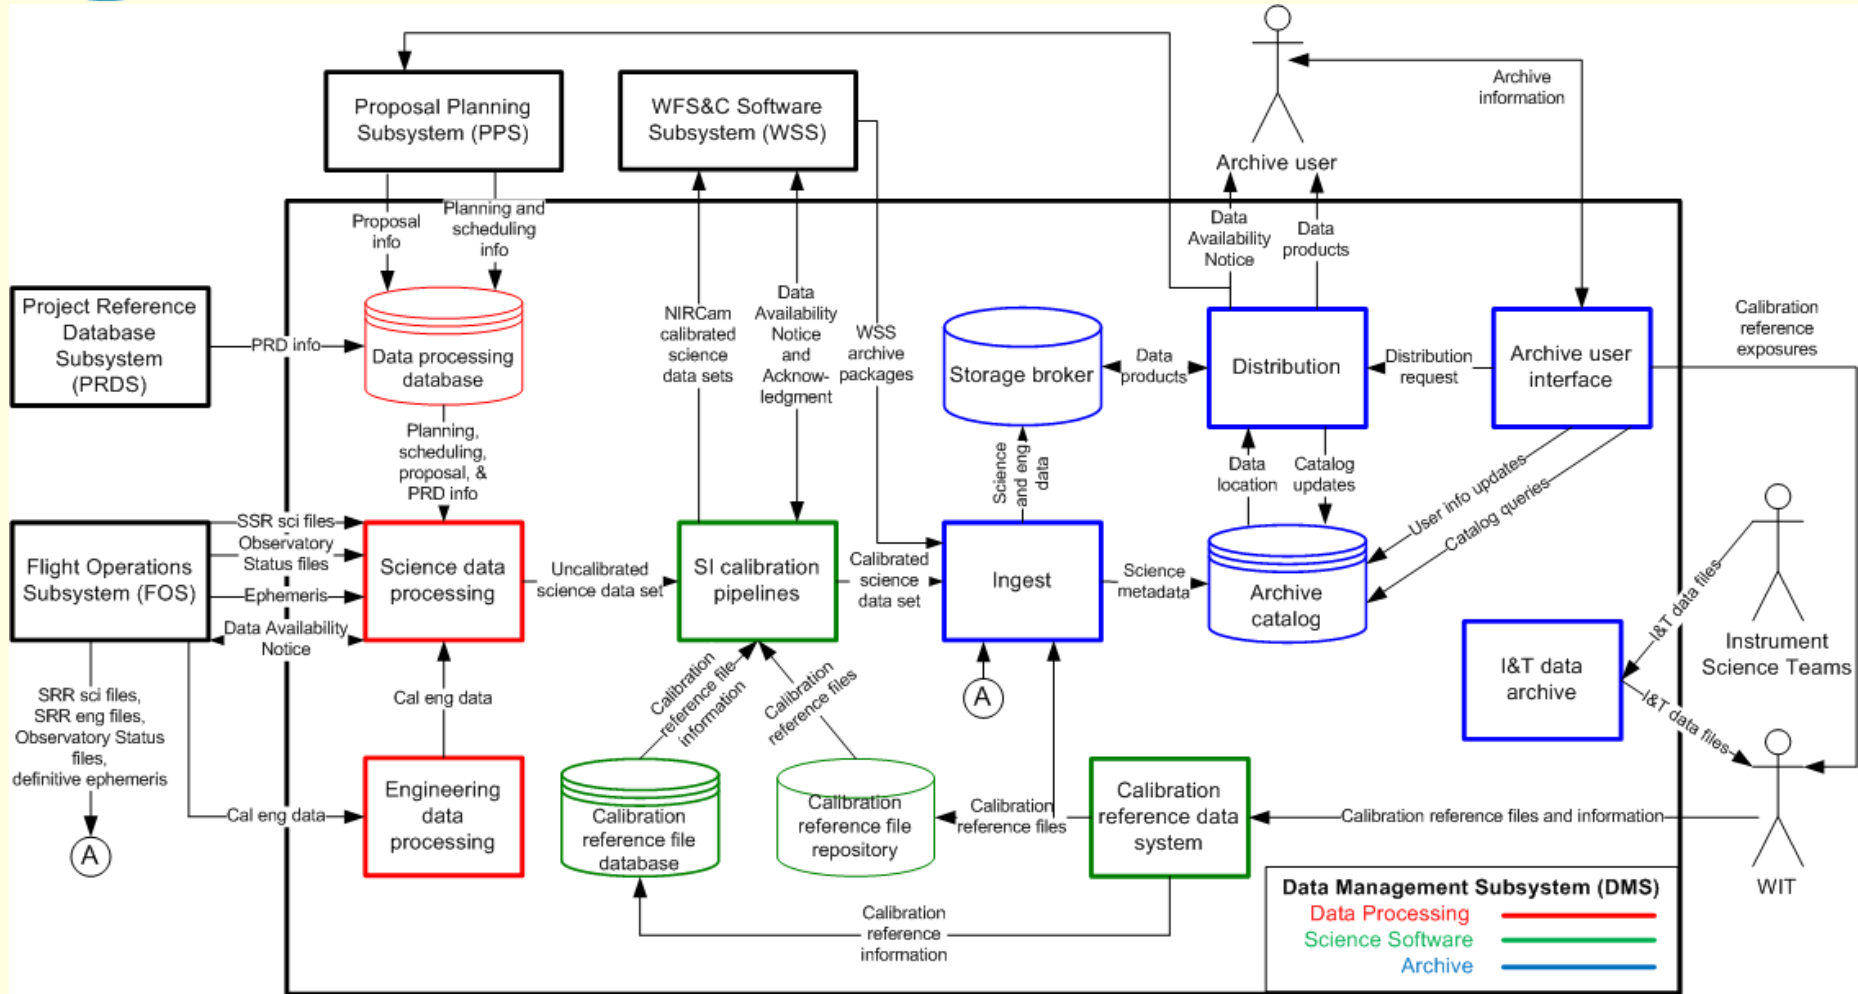 Proposal Planning
Subsystem (PPS)
WFS&C Software
Subsystem (WSS)
Archive user
Archive
information
Proposal
info
Planning and
scheduling
info
Data
Availability
Notice
Data
products
Project Reference
Database
Subsystem
(PRDS)
PRD info
Data processing
database
NIRCam
calibrated
science
data sets
Data
Availability
Notice
and
Acknow-
ledgment
WSS
archive
packages
Storage broker
Data
products
Distribution
Distribution
request
Archive user
interface
Calibration
reference
exposures
Planning,
scheduling,
proposal, &
PRD info
Science
and eng
data
Data
location
Catalog
updates
User info updates
Catalog queries
Flight Operations
Subsystem (FOS)
SSR sci files
Observatory
Status files
Ephemeris
Data Availability
Notice
Science data
processing
Uncalibrated
science data set
SI calibration
pipelines
Calibrated
science
data set
Ingest
Science
metadata
Archive
catalog
I&T data files
Instrument
Science Teams
I&T data
archive
I&T data files
SRR sci files,
SRR eng files,
Observatory Status
files,
definitive ephemeris
A
Cal eng data
Cal eng data
Engineering
data
processing
Calibration
reference file
information
Calibration
reference files
A
Calibration
reference file
database
Calibration
reference file
repository
Calibration
reference files
Calibration
reference data
system
Calibration reference files and information
WIT
Calibration
reference
information
Data Management Subsystem (DMS)
Data Processing
Science Software
Archive